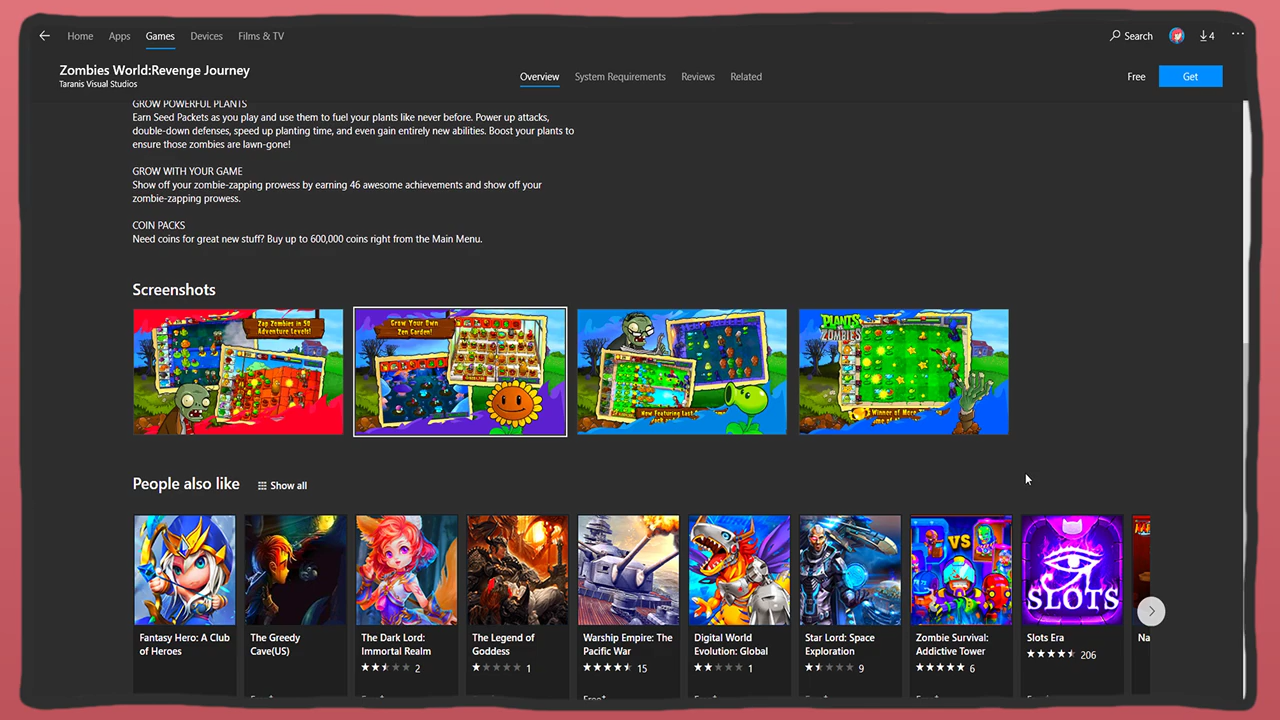 Home Apps Games Devices Films & TV Search 4
Zombies World:Revenge Journey
Taranis Visual Studios
Overview System Requirements Reviews Related Free Get
GROW POWERFUL PLANTS
Earn Seed Packets as you play and use them to fuel your plants like never before. Power up attacks,
double-down defenses, speed up planting time, and even gain entirely new abilities. Boost your plants to
ensure those zombies are lawn-gone!
GROW WITH YOUR GAME
Show off your zombie-zapping prowess by earning 46 awesome achievements and show off your
zombie-zapping prowess.
COIN PACKS
Need coins for great new stuff? Buy up to 600,000 coins right from the Main Menu.
Screenshots
Zap Zombies in 50
Adventure Levels!
Grow Your Own
Zen Garden!
Now Featuring
PLANTS
ZOMBIES
Winner of
People also like Show all
VS
SLOTS
Fantasy Hero: A Club
of Heroes
The Greedy
Cave(US)
The Dark Lord:
Immortal Realm
2
The Legend of
Goddess
1
Warship Empire: The
Pacific War
15
Digital World
Evolution: Global
1
Star Lord: Space
Exploration
9
Zombie Survival:
Addictive Tower
6
Slots Era
206
Na